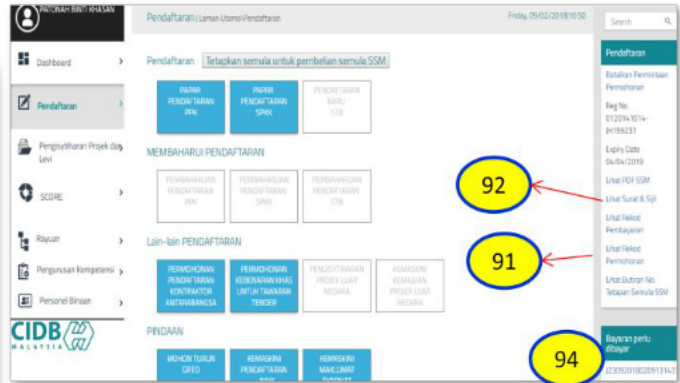 PATONAH BINTI KHASAN
Pendaftaran | Laman Utama\Pendaftaran
Friday, 09/02/2018|16:50
Search
Dashboard
Pendaftaran
Pengisytiharan Projek dan
Levi
SCORE
Rayuan
Pengurusan Kompetensi
Personel Binaan
CIDB
MALAYSIA
Pendaftaran
Tetapkan semula untuk pembelian semula SSM
PAPAR
PENDAFTARAN
PPK
PAPAR
PENDAFTARAN
SPKK
PENDAFTARAN
BARU
STB
MEMBAHARUI PENDAFTARAN
PEMBAHARUAN
PENDAFTARAN
PPK
PEMBAHARUAN
PENDAFTARAN
SPKK
PEMBAHARUAN
PENDAFTARAN
STB
Lain-lain PENDAFTARAN
PERMOHONAN
PENDAFTARAN
KONTRAKTOR
ANTARABANGSA
PERMOHONAN
KEBENARAN KHAS
UNTUK TAWARAN
TENDER
PENGISYTIHARAN
PROJEK LUAR
NEGARA
KEMASKINI
KEMAJUAN
PROJEK LUAR
NEGARA
PINDAAN
MOHON TURUN
GRED
KEMASKINI
PENDAFTARAN
KEMASKINI
MAKLUMAT
92
91
94
Pendaftaran
Batalkan Permintaan
Permohonan
Reg No.
0120141014-
JH159237
Expiry Date
04/04/2019
Lihat PDF SSM
Lihat Surat & Sijil
Lihat Rekod
Pembayaran
Lihat Rekod
Permohonan
Lihat Butiran No.
Tetapan Semula SSM
Bayaran perlu
dibayar